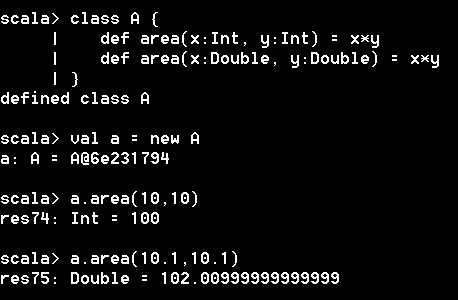 scala> class A {
     |    def area(x:Int, y:Int) = x*y
     |    def area(x:Double, y:Double) = x*y
     | }
defined class A
scala> val a = new A
a: A = A@6e231794
scala> a.area(10,10)
res74: Int = 100
scala> a.area(10.1,10.1)
res75: Double = 102.00999999999999